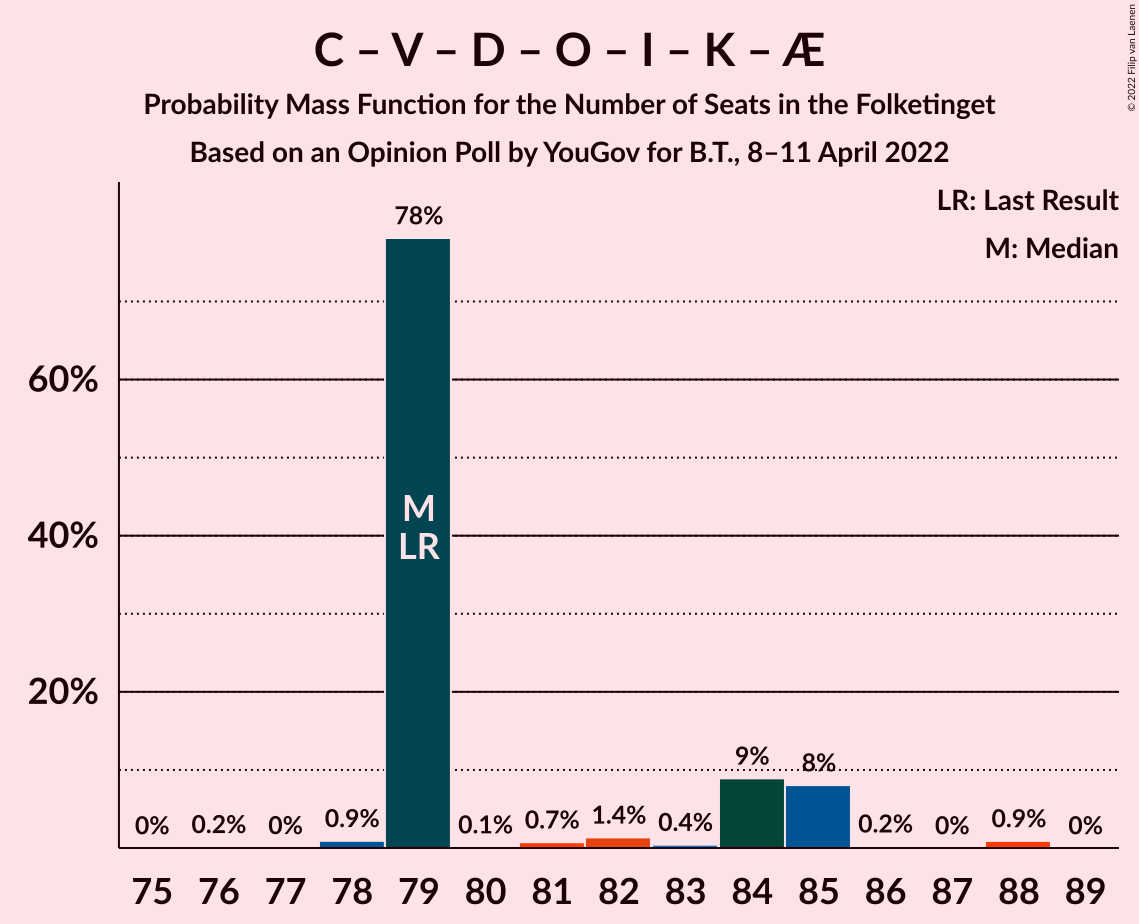 C – V – D – O – I – K – Æ
Probability Mass Function for the Number of Seats in the Folketinget
Based on an Opinion Poll by YouGov for B.T., 8–11 April 2022
© 2022 Filip van Laenen
LR: Last Result
M: Median
78%
60%
M
40%
LR
20%
9%
8%
0%
0.2%
0%
0.9%
0.1%
0.7%
1.4%
0.4%
0.2%
0%
0.9%
0%
75 76 77 78 79 80 81 82 83 84 85 86 87 88 89